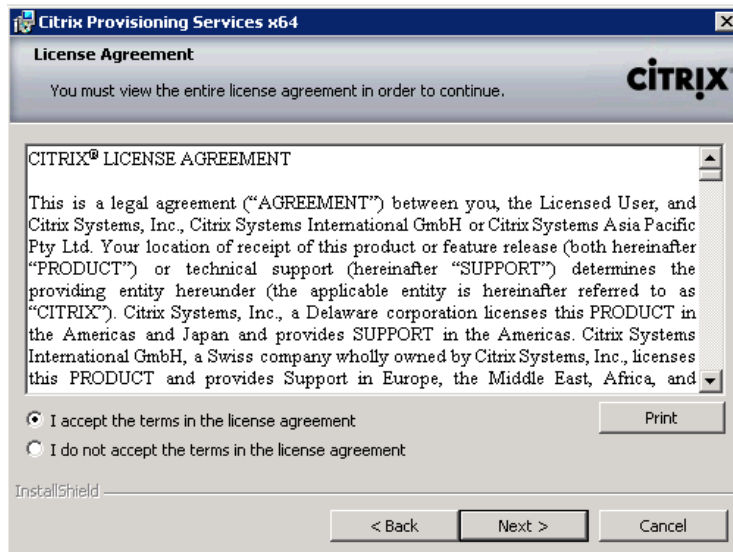 Citrix Provisioning Services x64
License Agreement
You must view the entire license agreement in order to continue.
CİTRIX
CITRIX® LICENSE AGREEMENT
This is a legal agreement (“AGREEMENT”) between you, the Licensed User, and
Citrix Systems, Inc., Citrix Systems International GmbH or Citrix Systems Asia Pacific
Pty Ltd. Your location of receipt of this product or feature release (both hereinafter
“PRODUCT”) or technical support (hereinafter “SUPPORT”) determines the
providing entity hereunder (the applicable entity is hereinafter referred to as
“CITRIX”). Citrix Systems, Inc., a Delaware corporation licenses this PRODUCT in
the Americas and Japan and provides SUPPORT in the Americas. Citrix Systems
International GmbH, a Swiss company wholly owned by Citrix Systems, Inc., licenses
this PRODUCT and provides Support in Europe, the Middle East, Africa, and
I accept the terms in the license agreement
Print
I do not accept the terms in the license agreement
InstallShield
< Back Next > Cancel